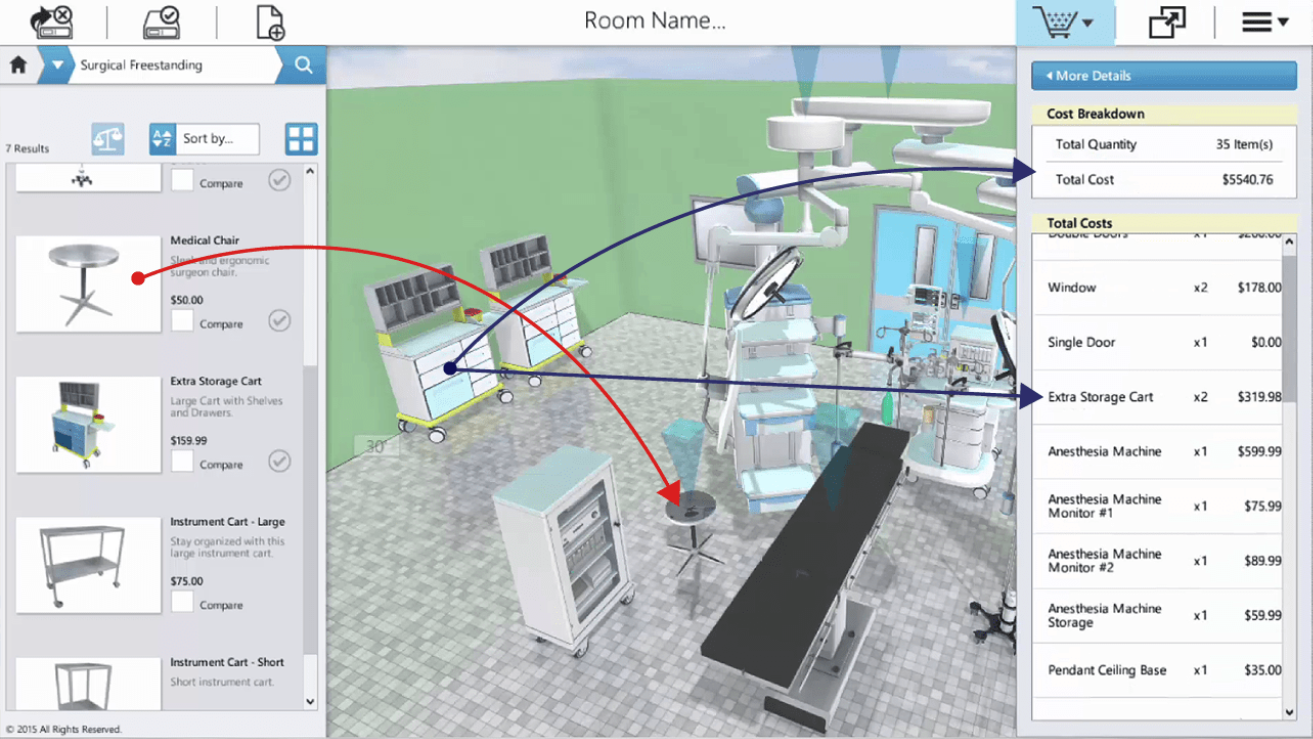 Room Name...
Surgical Freestanding
7 Results
A
Z
Sort by...
Compare
Medical Chair
Sleek and ergonomic
surgeon chair.
$50.00
Compare
Extra Storage Cart
Large Cart with Shelves
and Drawers.
$159.99
Compare
Instrument Cart - Large
Stay organized with this
large instrument cart.
$75.00
Compare
Instrument Cart - Short
Short instrument cart.
© 2015 All Rights Reserved.
30°
More Details
Cost Breakdown
Total Quantity 35 Item(s)
Total Cost $5540.76
Total Costs
Double Doors x1 $200.00
Window x2 $178.00
Single Door x1 $0.00
Extra Storage Cart x2 $319.98
Anesthesia Machine x1 $599.99
Anesthesia Machine
Monitor #1 x1 $75.99
Anesthesia Machine
Monitor #2 x1 $89.99
Anesthesia Machine
Storage x1 $59.99
Pendant Ceiling Base x1 $35.00